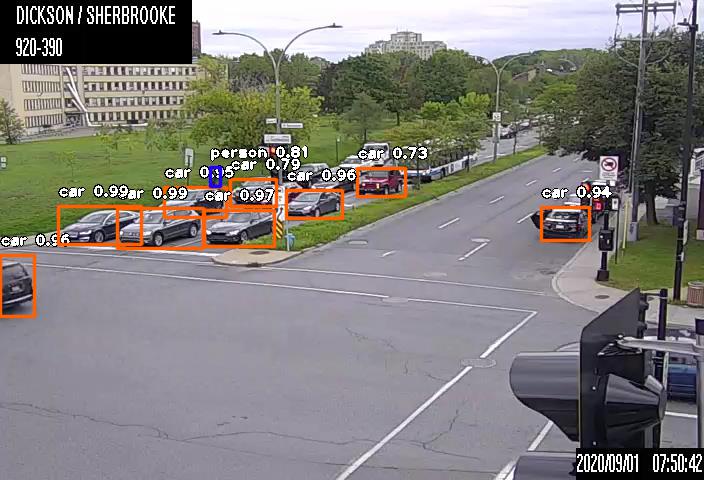 DICKSON / SHERBROOKE
920-390
person 0.81
car 0.79
car 0.73
car 0.96
car 0.94
car 0.99
car 0.99
car 0.97
car 0.96
2020/09/01 07:50:42